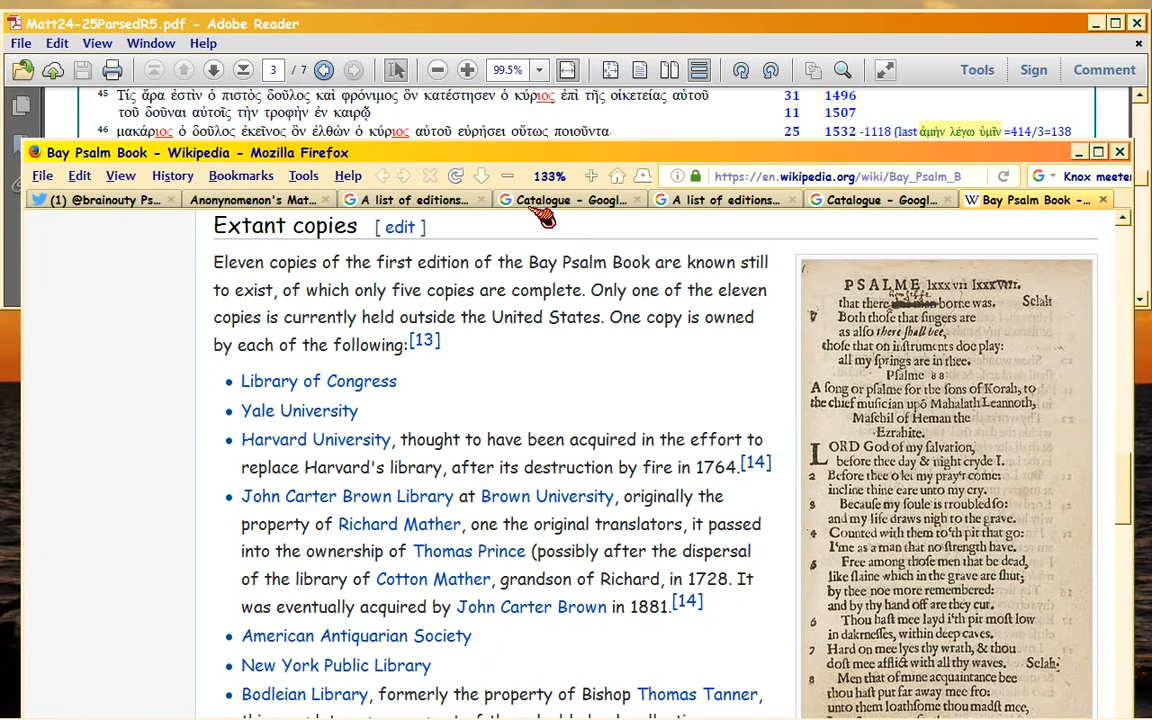 Matt24-25ParsedR5.pdf - Adobe Reader
File Edit View Window Help
3 / 7 99.5% Tools Sign Comment
45 Τίς ἄρα ἐστὶν ὁ πιστὸς δοῦλος καὶ φρόνιμος ὃν κατέστησεν ὁ κύριος ἐπὶ τῆς οἰκετείας αὐτοῦ 31 1496
τοῦ δοῦναι αὐτοῖς τὴν τροφὴν ἐν καιρῷ 11 1507
46 μακάριος ὁ δοῦλος ἐκεῖνος ὃν ἐλθὼν ὁ κύριος αὐτοῦ εὑρήσει οὕτως ποιοῦντα· 25 1532 -1118 (last ἀμὴν λέγω ὑμῖν =414/3=138
Bay Psalm Book - Wikipedia - Mozilla Firefox
File Edit View History Bookmarks Tools Help 133% https://en.wikipedia.org/wiki/Bay_Psalm_B Knox meeter
(1) @brainouty Ps... Anonynomenon's Mat... A list of editions... Catalogue - Googl... A list of editions... Catalogue - Googl... Bay Psalm Book -...
Extant copies [ edit ]
Eleven copies of the first edition of the Bay Psalm Book are known still
to exist, of which only five copies are complete. Only one of the eleven
copies is currently held outside the United States. One copy is owned
by each of the following:[13]
• Library of Congress
• Yale University
• Harvard University, thought to have been acquired in the effort to
replace Harvard's library, after its destruction by fire in 1764.[14]
• John Carter Brown Library at Brown University, originally the
property of Richard Mather, one the original translators, it passed
into the ownership of Thomas Prince (possibly after the dispersal
of the library of Cotton Mather, grandson of Richard, in 1728. It
was eventually acquired by John Carter Brown in 1881.[14]
• American Antiquarian Society
• New York Public Library
• Bodleian Library, formerly the property of Bishop Thomas Tanner,
PSALME lxxxvii lxxxviii.
that there borne was. Selah
7 Both those that singers are
as also there shall bee,
those that on instruments doe play:
all my springs are in thee.
Psalme 88
A song or psalme for the sons of Korah, to
the chief musician upō Mahalath Leannoth,
Maschil of Heman the
Ezrahite.
LORD God of my salvation,
before thee day & night cryde I.
2 Before thee o let my pray'r come:
incline thine eare unto my cry.
3 Because my soule is troubled so:
and my life draws nigh to the grave.
4 Counted with them to'th pit that go:
I'me as a man that no strength have.
5 Free among those men that be dead,
like slaine which in the grave are shut;
by thee noe more remembred:
and by thy hand off are they cut.
6 Thou hast mee layd i'th pit most low
in darknesses, within deep caves.
7 Hard on mee lyes thy wrath, & thou
dost mee afflict with all thy waves. Selah:
8 Men that of mine acquaintance bee
thou hast put far away mee fro:
unto them loathsome thou madst mee,